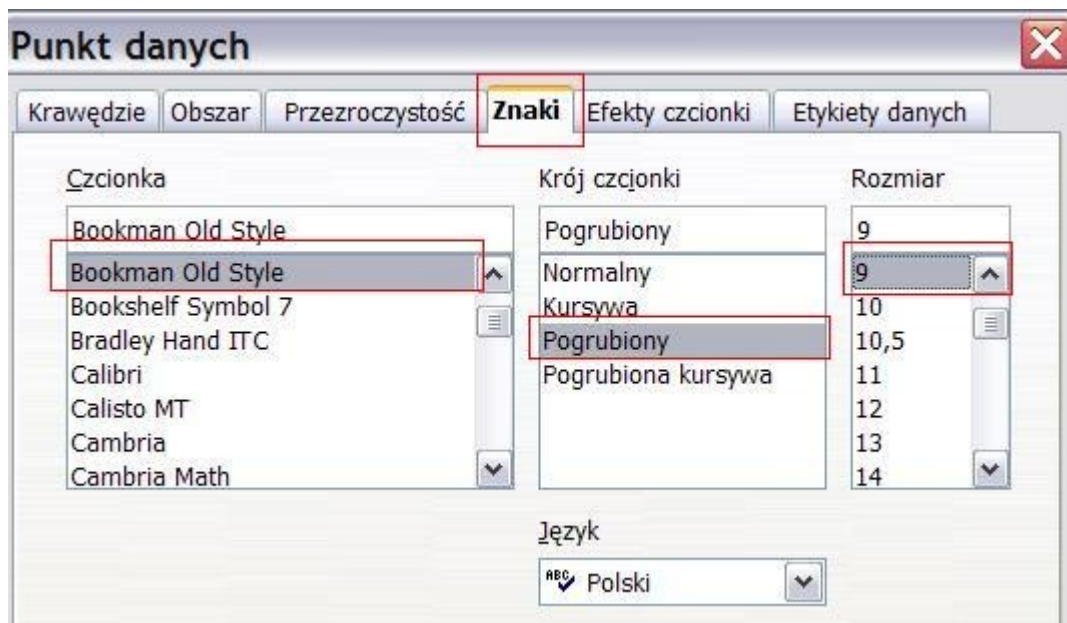 Punkt danych
Krawędzie Obszar Przezroczystość Znaki Efekty czcionki Etykiety danych
Czcionka Krój czcionki Rozmiar
Bookman Old Style Pogrubiony 9
Bookman Old Style Normalny 9
Bookshelf Symbol 7 Kursywa 10
Bradley Hand ITC Pogrubiony 10,5
Calibri Pogrubiona kursywa 11
Calisto MT 12
Cambria 13
Cambria Math 14
Język
ABC Polski